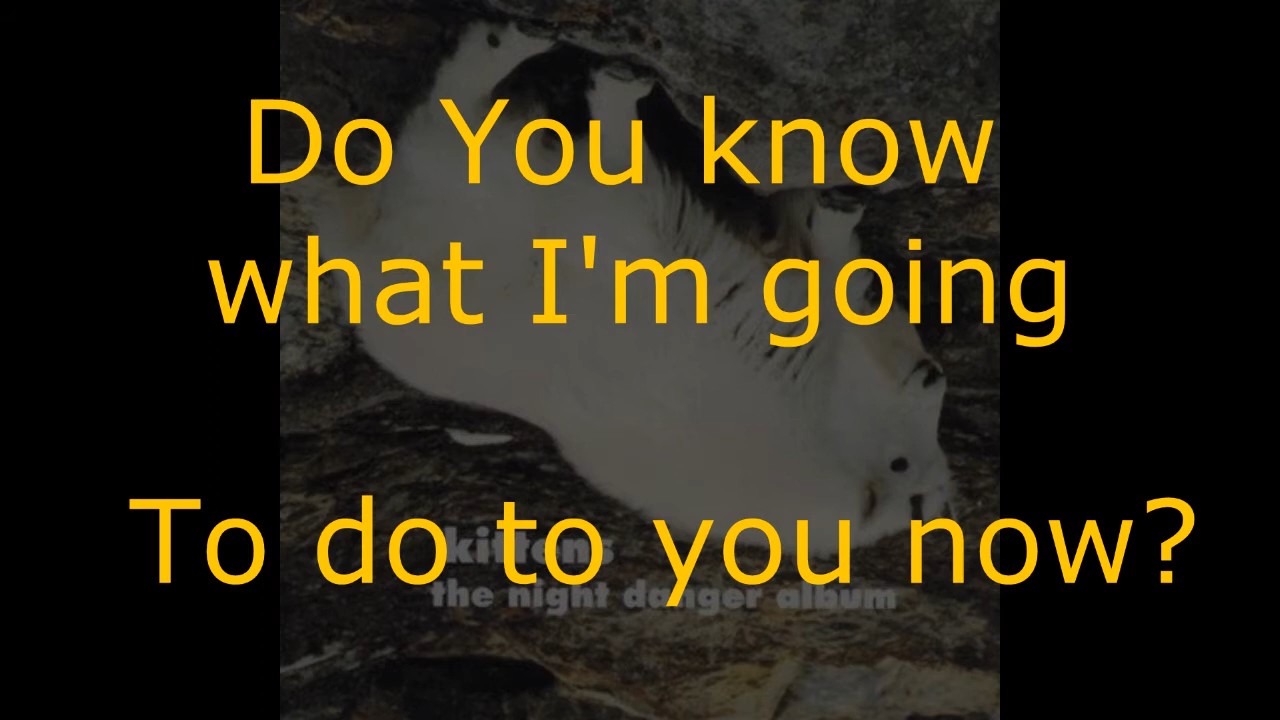 Do You know
what I'm going
To do to you now?
kittens
the night danger album